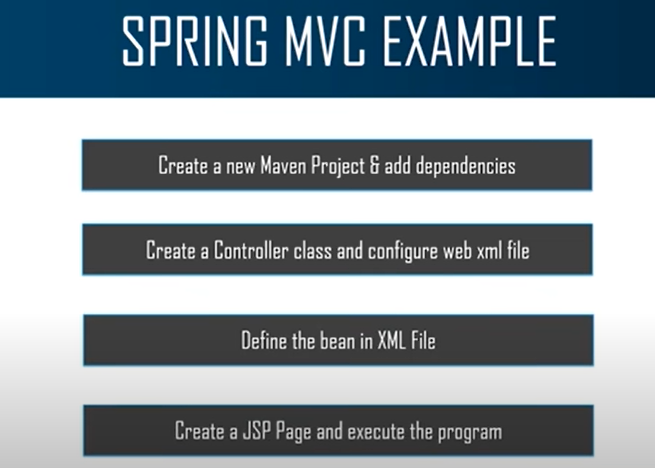 SPRING MVC EXAMPLE
Create a new Maven Project & add dependencies
Create a Controller class and configure web xml file
Define the bean in XML File
Create a JSP Page and execute the program